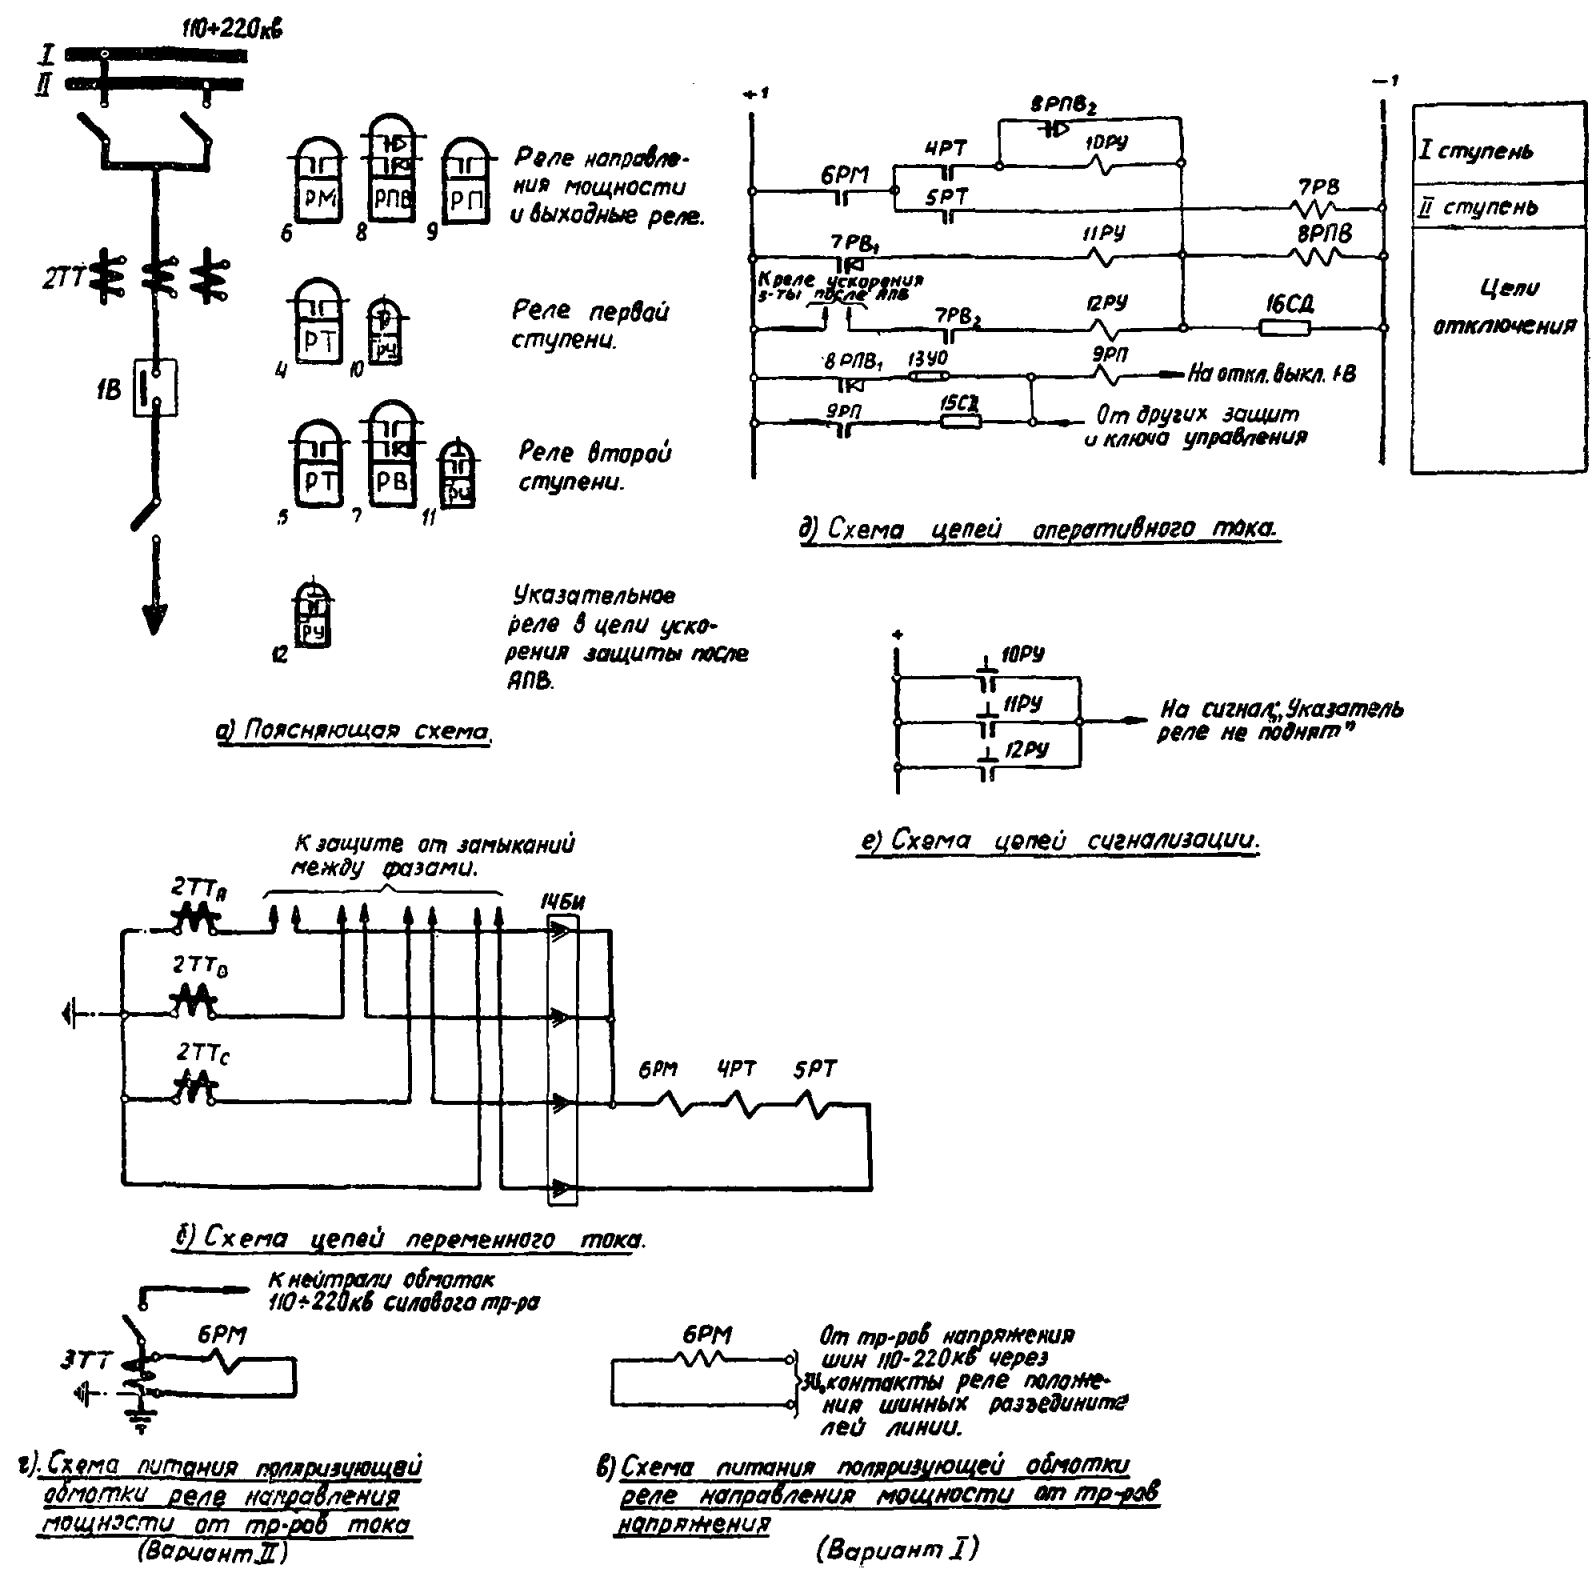 110÷220кв
I
II
2ТТ
1В
РМ
6
РПВ
8
РП
9
Реле направле-
ния мощности
и выходные реле.
РТ
4
РУ
10
Реле первой
ступени.
РТ
5
РВ
7
РУ
11
Реле второй
ступени.
РУ
12
Указательное
реле в цепи уско-
рения защиты после
АПВ.
а) Поясняющая схема.
+1
-1
8РПВ2
4РТ
10РУ
6РМ
5РТ
7РВ
7РВ1
11РУ
8РПВ
К реле ускорения
з-ты после АПВ
7РВ2
12РУ
16СД
8РПВ1
13УО
9РП
На откл. выкл. 1В
9РП
15СД
От других защит
и ключа управления
I ступень
II ступень
Цепи
отключения
д) Схема цепей оперативного тока.
+
10РУ
11РУ
12РУ
На сигнал: „Указатель
реле не поднят"
е) Схема цепей сигнализации.
К защите от замыканий
между фазами.
2ТТА
2ТТВ
2ТТС
14БИ
6РМ
4РТ
5РТ
б) Схема цепей переменного тока.
К нейтрали обмоток
110÷220кв силового тр-ра
6РМ
3ТТ
г). Схема питания поляризующей
обмотки реле направления
мощности от тр-ров тока
(Вариант II)
6РМ
3U0
От тр-ров напряжения
шин 110-220кв через
контакты реле положе-
ния шинных разъедините
лей линии.
в) Схема питания поляризующей обмотки
реле направления мощности от тр-ров
напряжения
(Вариант I)